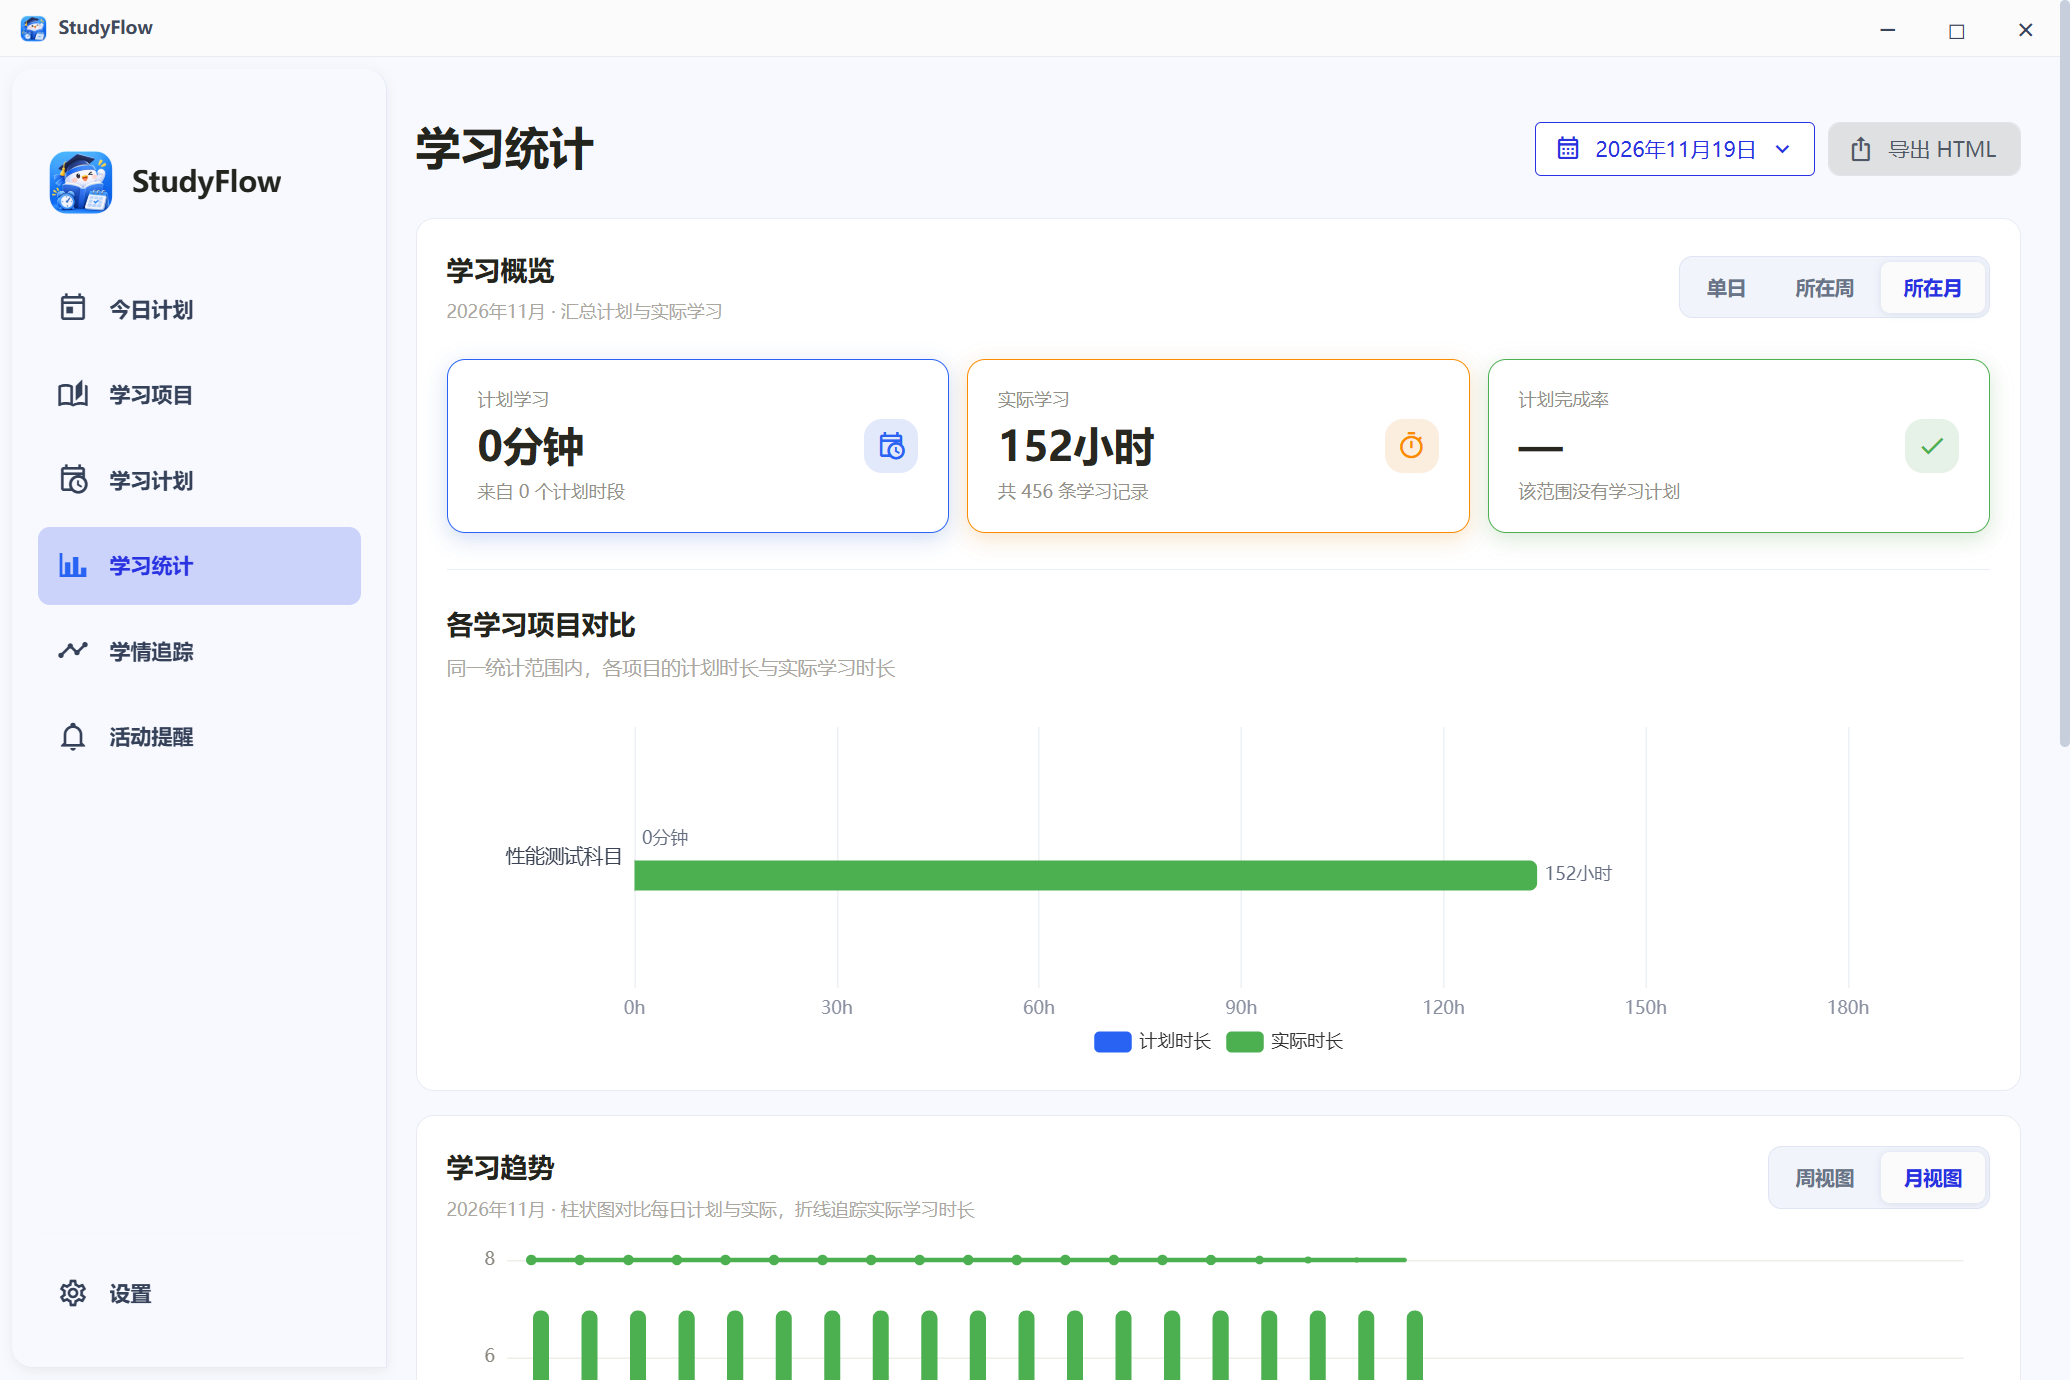 StudyFlow
StudyFlow
今日计划
学习项目
学习计划
学习统计
学情追踪
活动提醒
设置
学习统计
2026年11月19日
导出 HTML
学习概览
2026年11月 · 汇总计划与实际学习
单日
所在周
所在月
计划学习
0分钟
来自 0 个计划时段
实际学习
152小时
共 456 条学习记录
计划完成率
—
该范围没有学习计划
各学习项目对比
同一统计范围内，各项目的计划时长与实际学习时长
性能测试科目
0分钟
152小时
0h
30h
60h
90h
120h
150h
180h
计划时长
实际时长
学习趋势
2026年11月 · 柱状图对比每日计划与实际，折线追踪实际学习时长
周视图
月视图
8
6